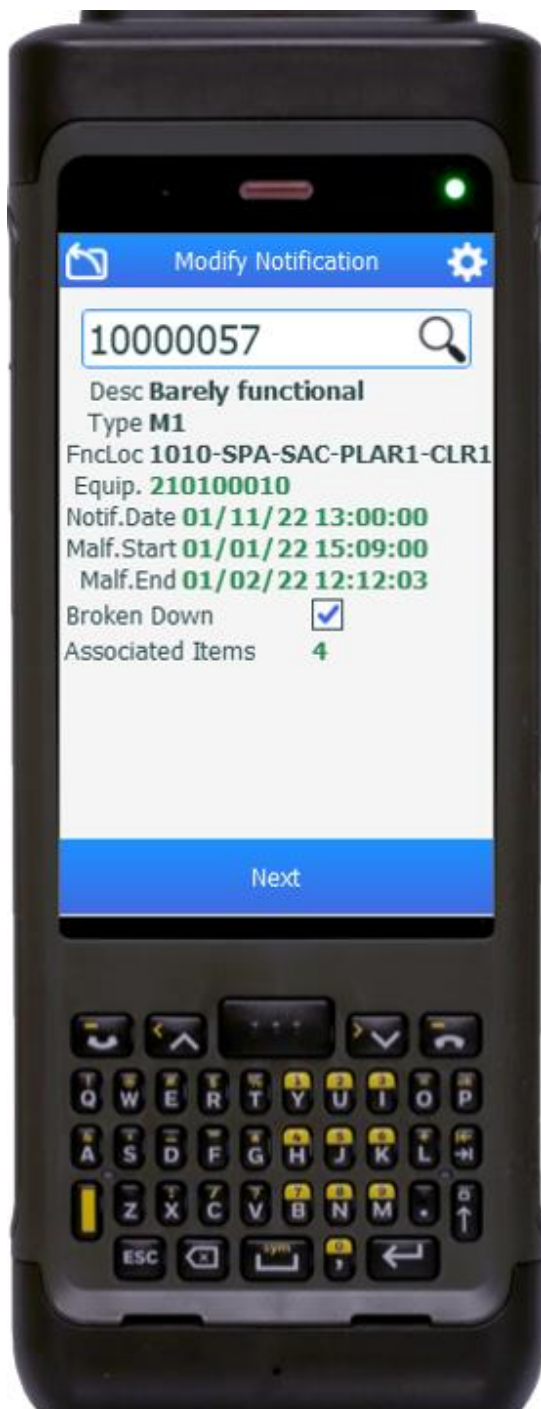 Modify Notification
10000057
Desc Barely functional
Type M1
FncLoc 1010-SPA-SAC-PLAR1-CLR1
Equip. 210100010
Notif.Date 01/11/22 13:00:00
Malf.Start 01/01/22 15:09:00
Malf.End 01/02/22 12:12:03
Broken Down
Associated Items 4
Next
Q W E R T Y U I O P
A S D F G H J K L
Z X C V B N M .
ESC sym ,